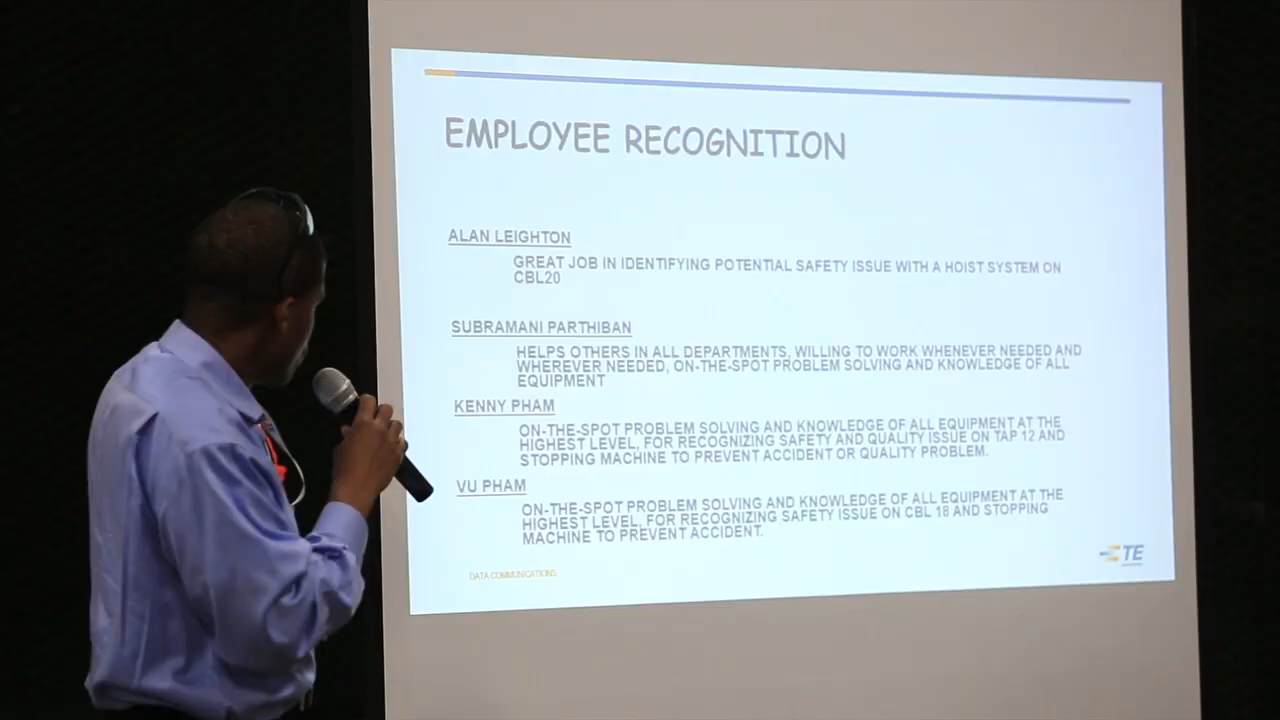 EMPLOYEE RECOGNITION
ALAN LEIGHTON
GREAT JOB IN IDENTIFYING POTENTIAL SAFETY ISSUE WITH A HOIST SYSTEM ON
CBL20
SUBRAMANI PARTHIBAN
HELPS OTHERS IN ALL DEPARTMENTS, WILLING TO WORK WHENEVER NEEDED AND
WHEREVER NEEDED, ON-THE-SPOT PROBLEM SOLVING AND KNOWLEDGE OF ALL
EQUIPMENT
KENNY PHAM
ON-THE-SPOT PROBLEM SOLVING AND KNOWLEDGE OF ALL EQUIPMENT AT THE
HIGHEST LEVEL, FOR RECOGNIZING SAFETY AND QUALITY ISSUE ON TAP 12 AND
STOPPING MACHINE TO PREVENT ACCIDENT OR QUALITY PROBLEM.
VU PHAM
ON-THE-SPOT PROBLEM SOLVING AND KNOWLEDGE OF ALL EQUIPMENT AT THE
HIGHEST LEVEL, FOR RECOGNIZING SAFETY ISSUE ON CBL 18 AND STOPPING
MACHINE TO PREVENT ACCIDENT.
TE
DATA COMMUNICATIONS